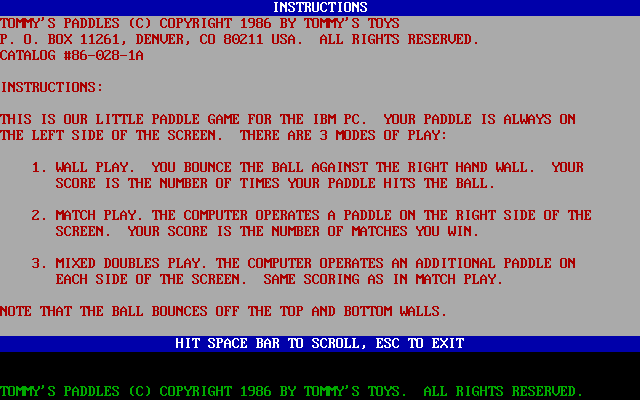 INSTRUCTIONS
TOMMY'S PADDLES (C) COPYRIGHT 1986 BY TOMMY'S TOYS
P. O. BOX 11261, DENVER, CO 80211 USA.  ALL RIGHTS RESERVED.
CATALOG #86-028-1A
INSTRUCTIONS:
THIS IS OUR LITTLE PADDLE GAME FOR THE IBM PC.  YOUR PADDLE IS ALWAYS ON
THE LEFT SIDE OF THE SCREEN.  THERE ARE 3 MODES OF PLAY:
1. WALL PLAY.  YOU BOUNCE THE BALL AGAINST THE RIGHT HAND WALL.  YOUR
SCORE IS THE NUMBER OF TIMES YOUR PADDLE HITS THE BALL.
2. MATCH PLAY. THE COMPUTER OPERATES A PADDLE ON THE RIGHT SIDE OF THE
SCREEN.  YOUR SCORE IS THE NUMBER OF MATCHES YOU WIN.
3. MIXED DOUBLES PLAY. THE COMPUTER OPERATES AN ADDITIONAL PADDLE ON
EACH SIDE OF THE SCREEN.  SAME SCORING AS IN MATCH PLAY.
NOTE THAT THE BALL BOUNCES OFF THE TOP AND BOTTOM WALLS.
HIT SPACE BAR TO SCROLL, ESC TO EXIT
TOMMY'S PADDLES (C) COPYRIGHT 1986 BY TOMMY'S TOYS.  ALL RIGHTS RESERVED.